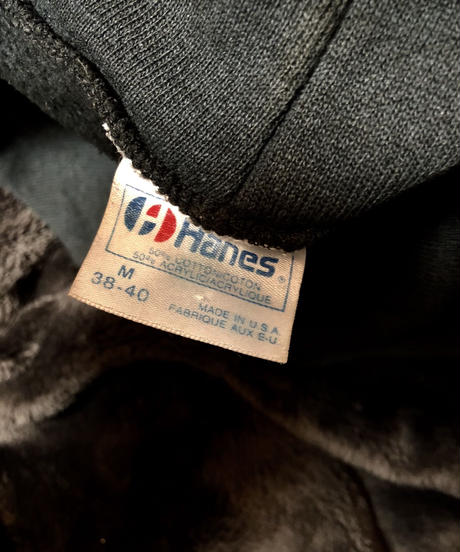 Hanes®
50% COTTON/COTON
50% ACRYLIC/ACRYLIQUE
M
38-40
MADE IN U.S.A.
FABRIQUE AUX E-U